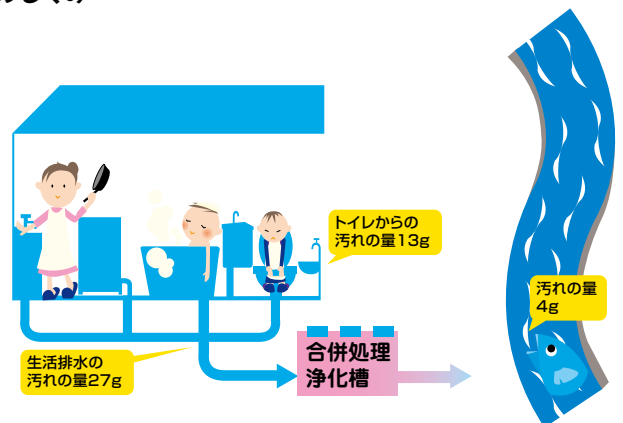 トイレからの
汚れの量13g
汚れの量
4g
生活排水の
汚れの量27g
合併処理
浄化槽